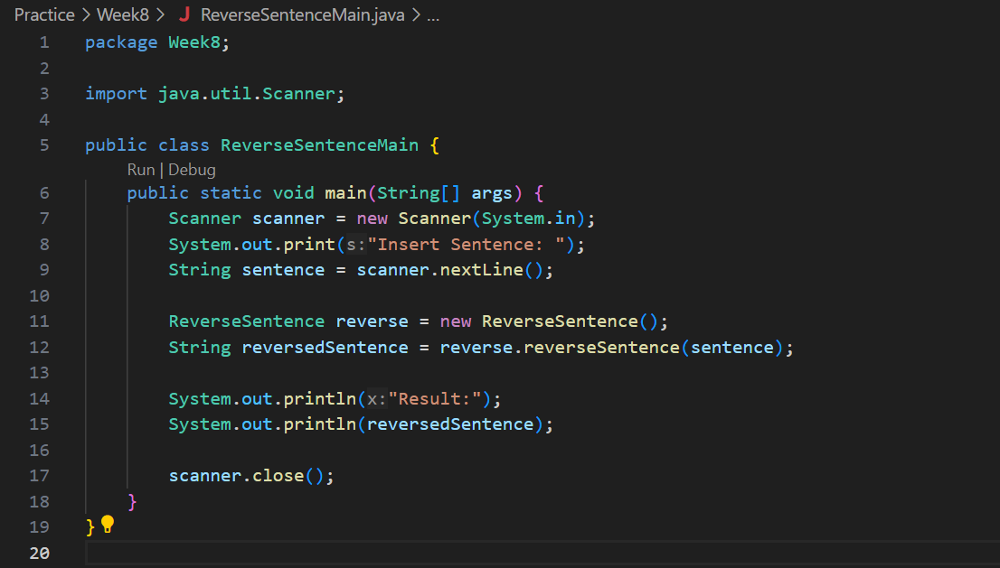 Practice > Week8 > J ReverseSentenceMain.java > ...
1 package Week8;
2
3 import java.util.Scanner;
4
5 public class ReverseSentenceMain {
Run | Debug
6 public static void main(String[] args) {
7 Scanner scanner = new Scanner(System.in);
8 System.out.print(s:"Insert Sentence: ");
9 String sentence = scanner.nextLine();
10
11 ReverseSentence reverse = new ReverseSentence();
12 String reversedSentence = reverse.reverseSentence(sentence);
13
14 System.out.println(x:"Result:");
15 System.out.println(reversedSentence);
16
17 scanner.close();
18 }
19 }
20